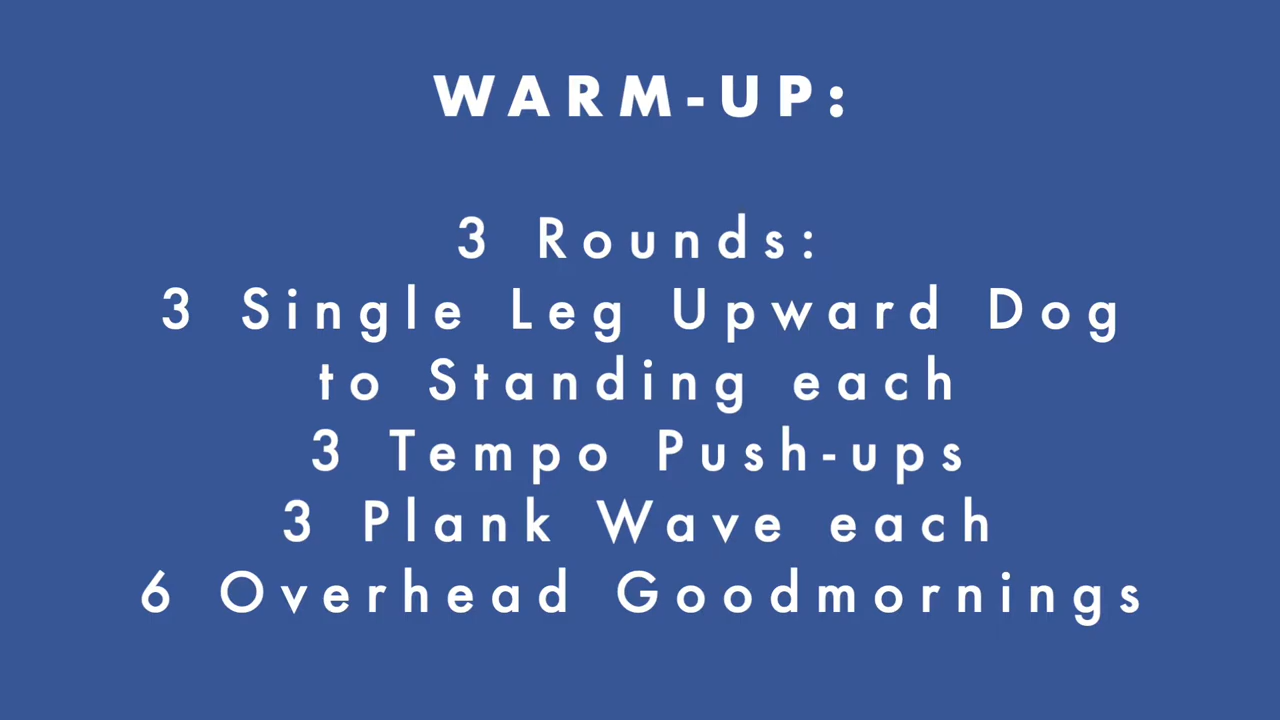 WARM-UP:
3 Rounds:
3 Single Leg Upward Dog
to Standing each
3 Tempo Push-ups
3 Plank Wave each
6 Overhead Goodmornings